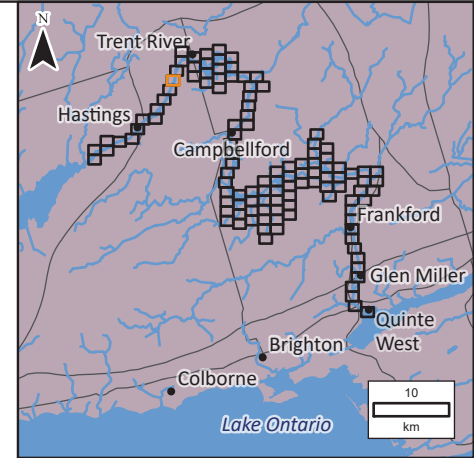 N
Trent River
Hastings
Campbellford
Frankford
Glen Miller
Quinte
West
Brighton
Colborne
Lake Ontario
10
km